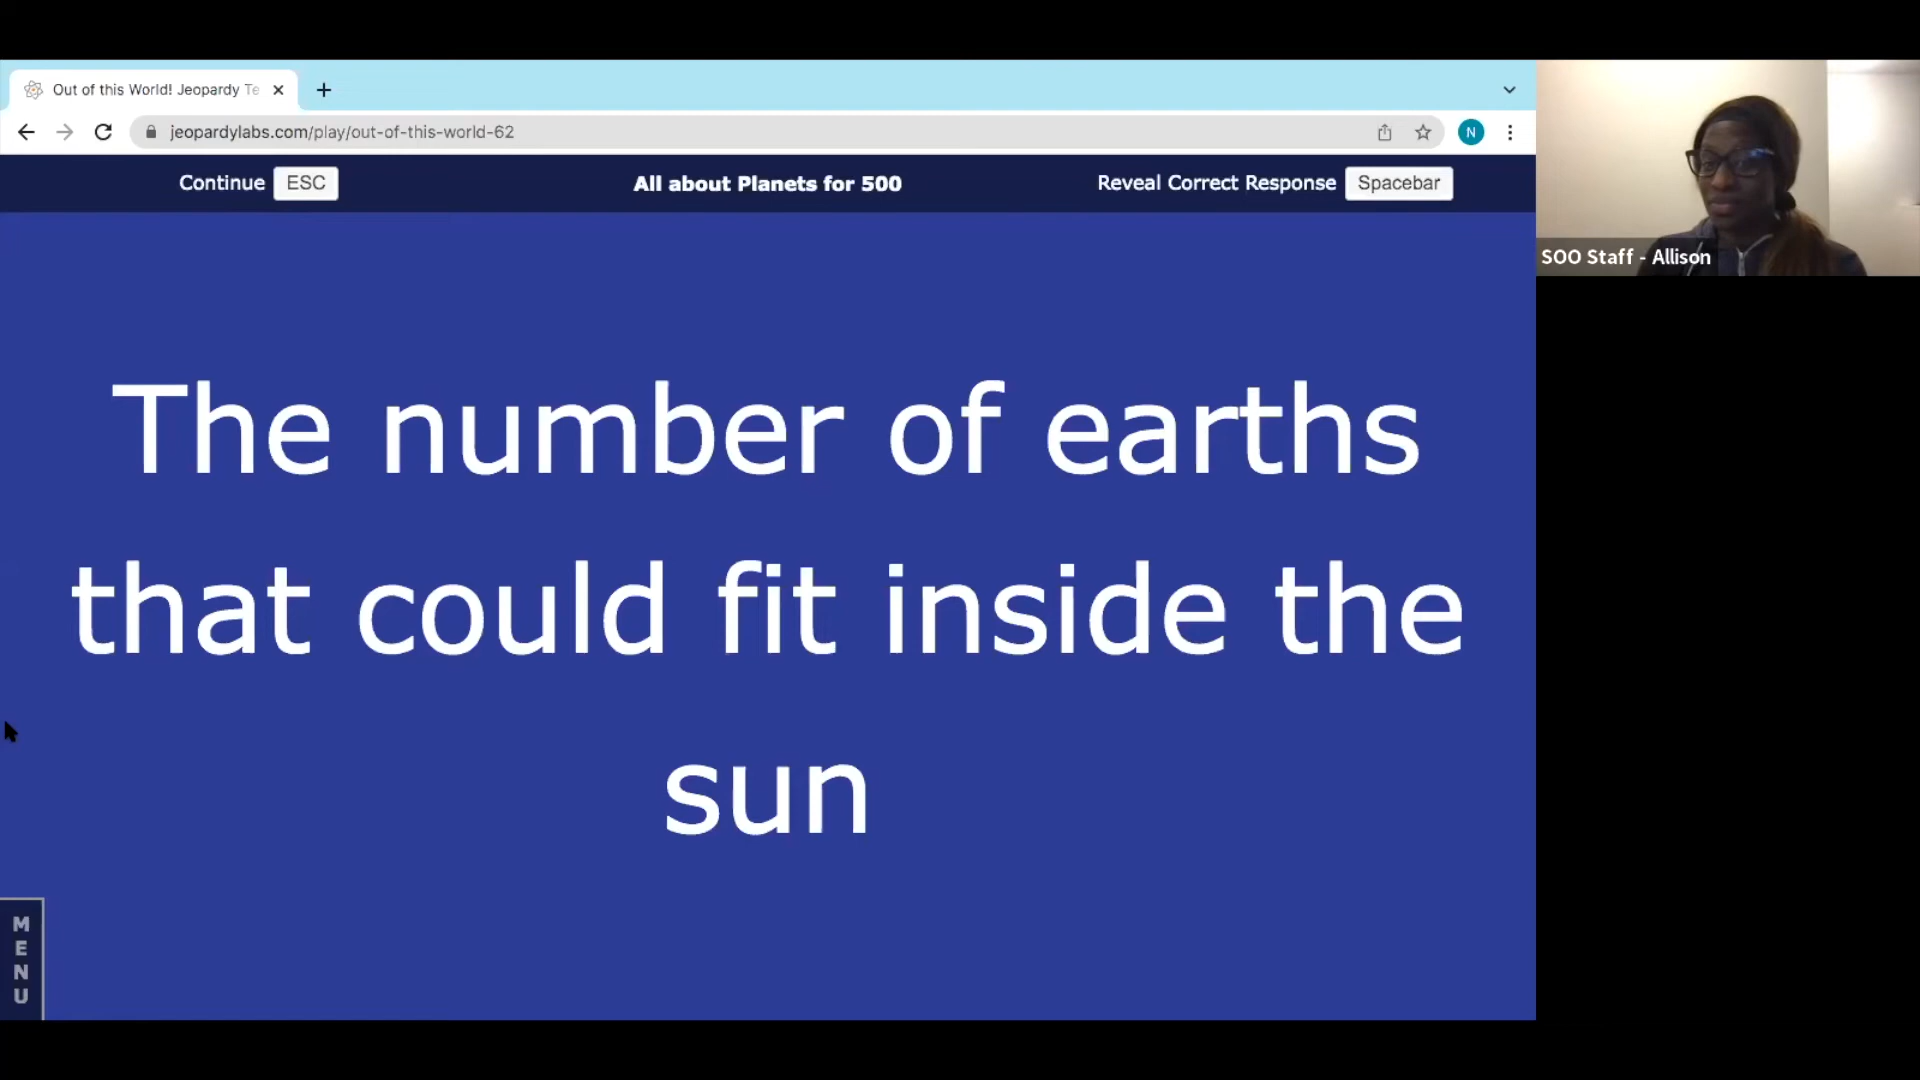 Out of this World! Jeopardy Te
jeopardylabs.com/play/out-of-this-world-62
N
Continue ESC
All about Planets for 500
Reveal Correct Response Spacebar
The number of earths
that could fit inside the
sun
MENU
SOO Staff - Allison